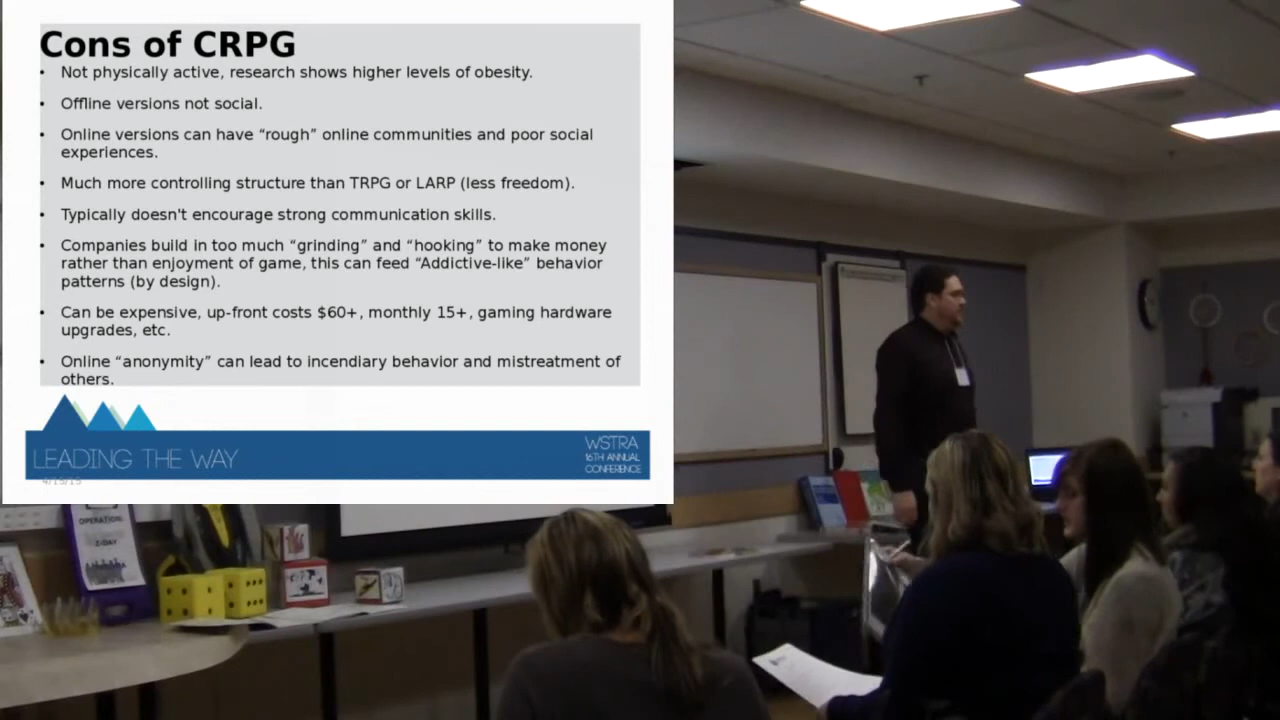 Cons of CRPG
• Not physically active, research shows higher levels of obesity.
• Offline versions not social.
• Online versions can have “rough” online communities and poor social
experiences.
• Much more controlling structure than TRPG or LARP (less freedom).
• Typically doesn't encourage strong communication skills.
• Companies build in too much “grinding” and “hooking” to make money
rather than enjoyment of game, this can feed “Addictive-like” behavior
patterns (by design).
• Can be expensive, up-front costs $60+, monthly 15+, gaming hardware
upgrades, etc.
• Online “anonymity” can lead to incendiary behavior and mistreatment of
others.
LEADING THE WAY
WSTRA
16TH ANNUAL
CONFERENCE
4/15/15
OPERATION:
Z-DAY